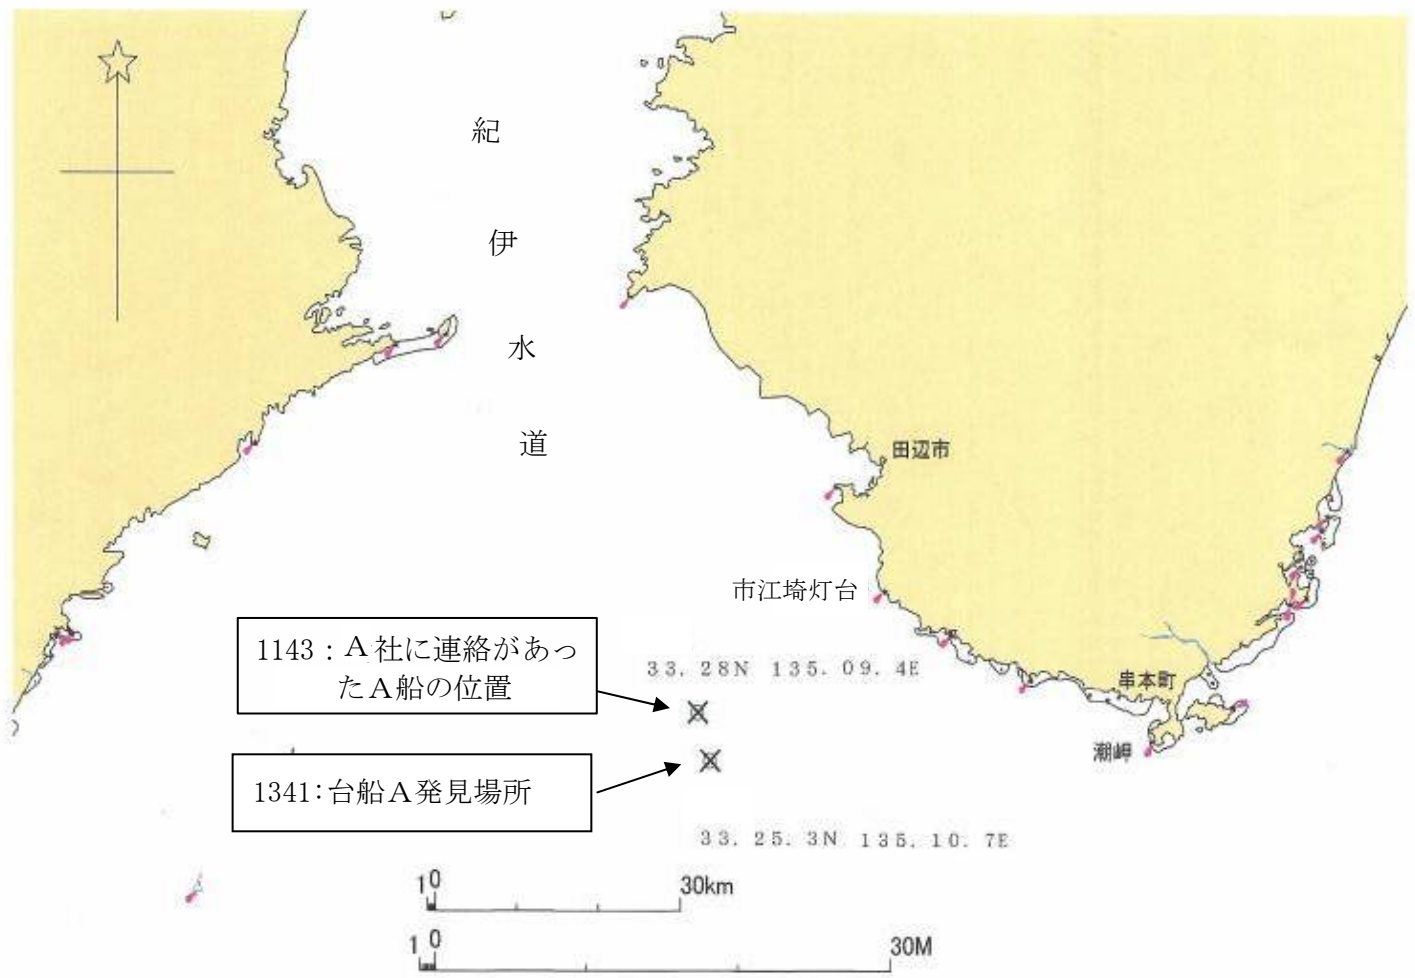 紀
伊
水
道
田辺市
市江埼灯台
1143：Ａ社に連絡があっ
たＡ船の位置
33. 28N 135. 09. 4E
串本町
潮岬
1341：台船Ａ発見場所
33. 25. 3N 135. 10. 7E
10 30km
1 0 30M